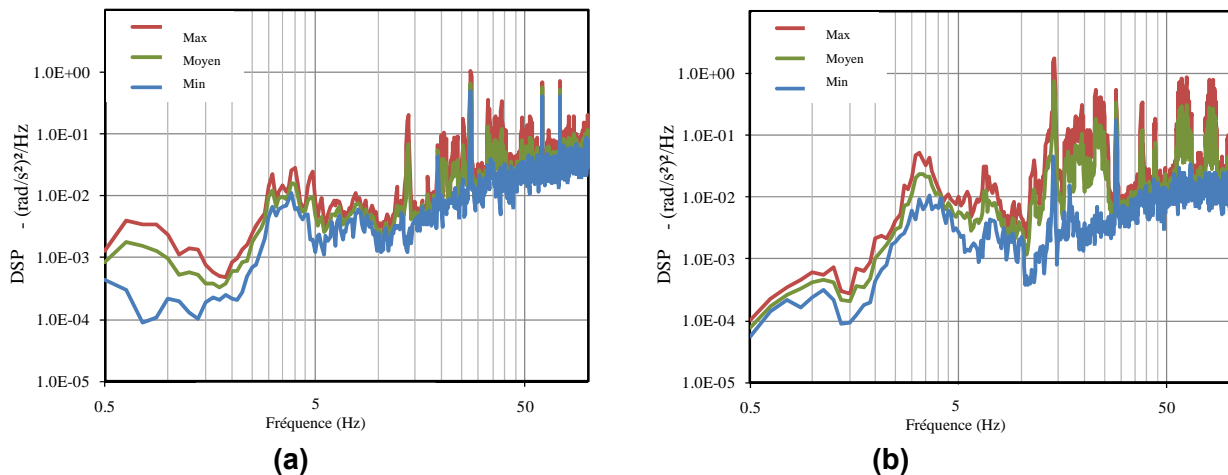 Max
Moyen
Min
1.0E+00
1.0E-01
1.0E-02
1.0E-03
1.0E-04
1.0E-05
DSP - (rad/s²)²/Hz
0.5 5 50
Fréquence (Hz)
(a)
Max
Moyen
Min
1.0E+00
1.0E-01
1.0E-02
1.0E-03
1.0E-04
1.0E-05
DSP - (rad/s²)²/Hz
0.5 5 50
Fréquence (Hz)
(b)